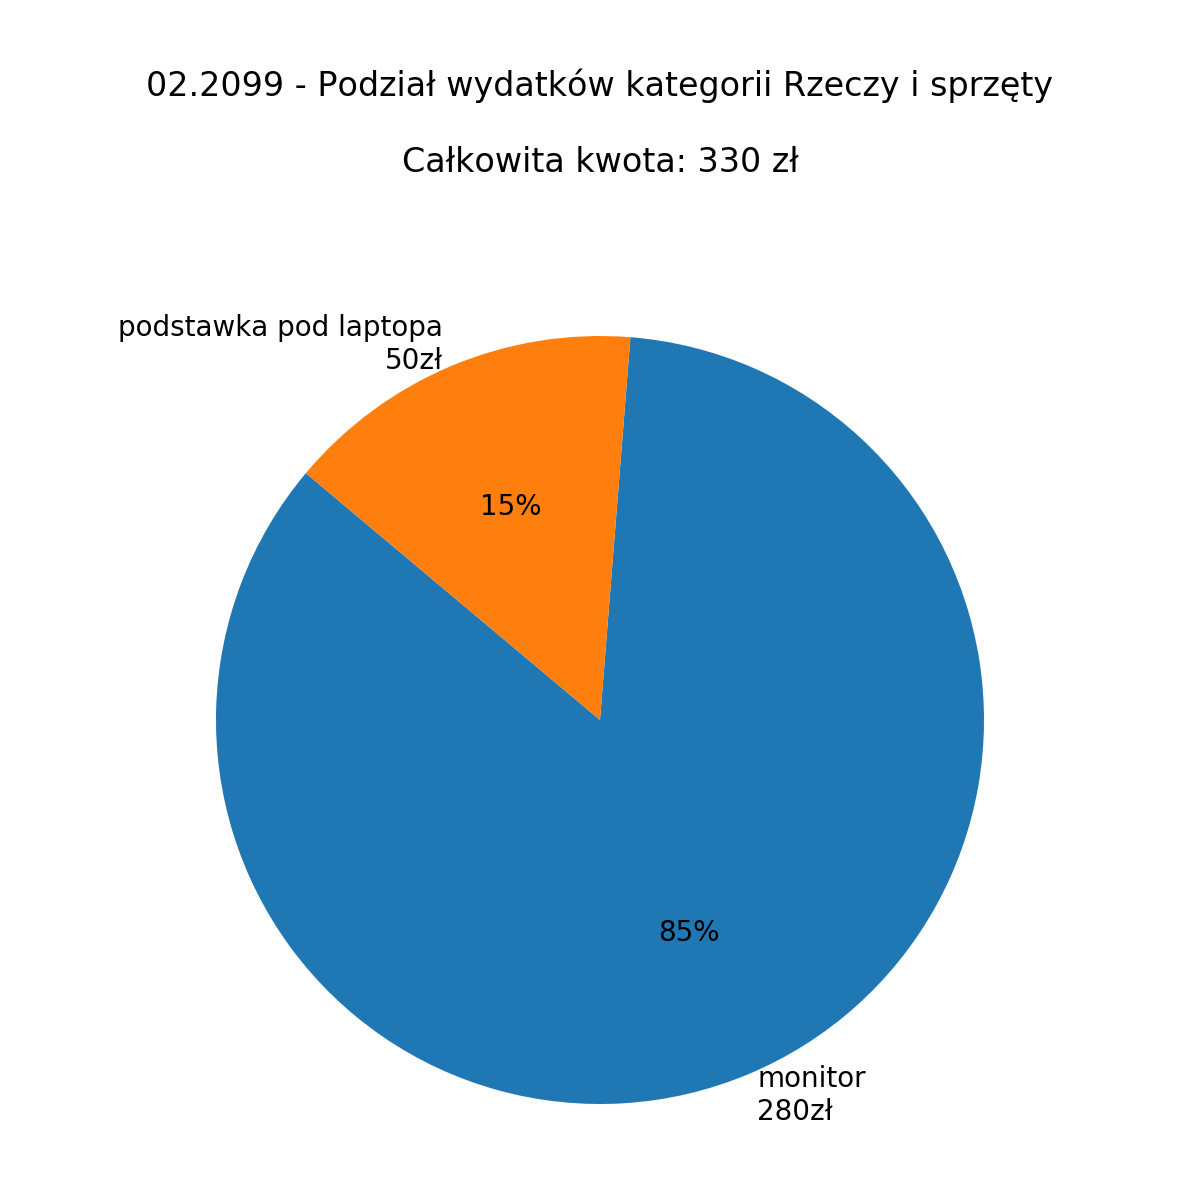 02.2099 - Podział wydatków kategorii Rzeczy i sprzęty
Całkowita kwota: 330 zł
podstawka pod laptopa
50zł
15%
85%
monitor
280zł